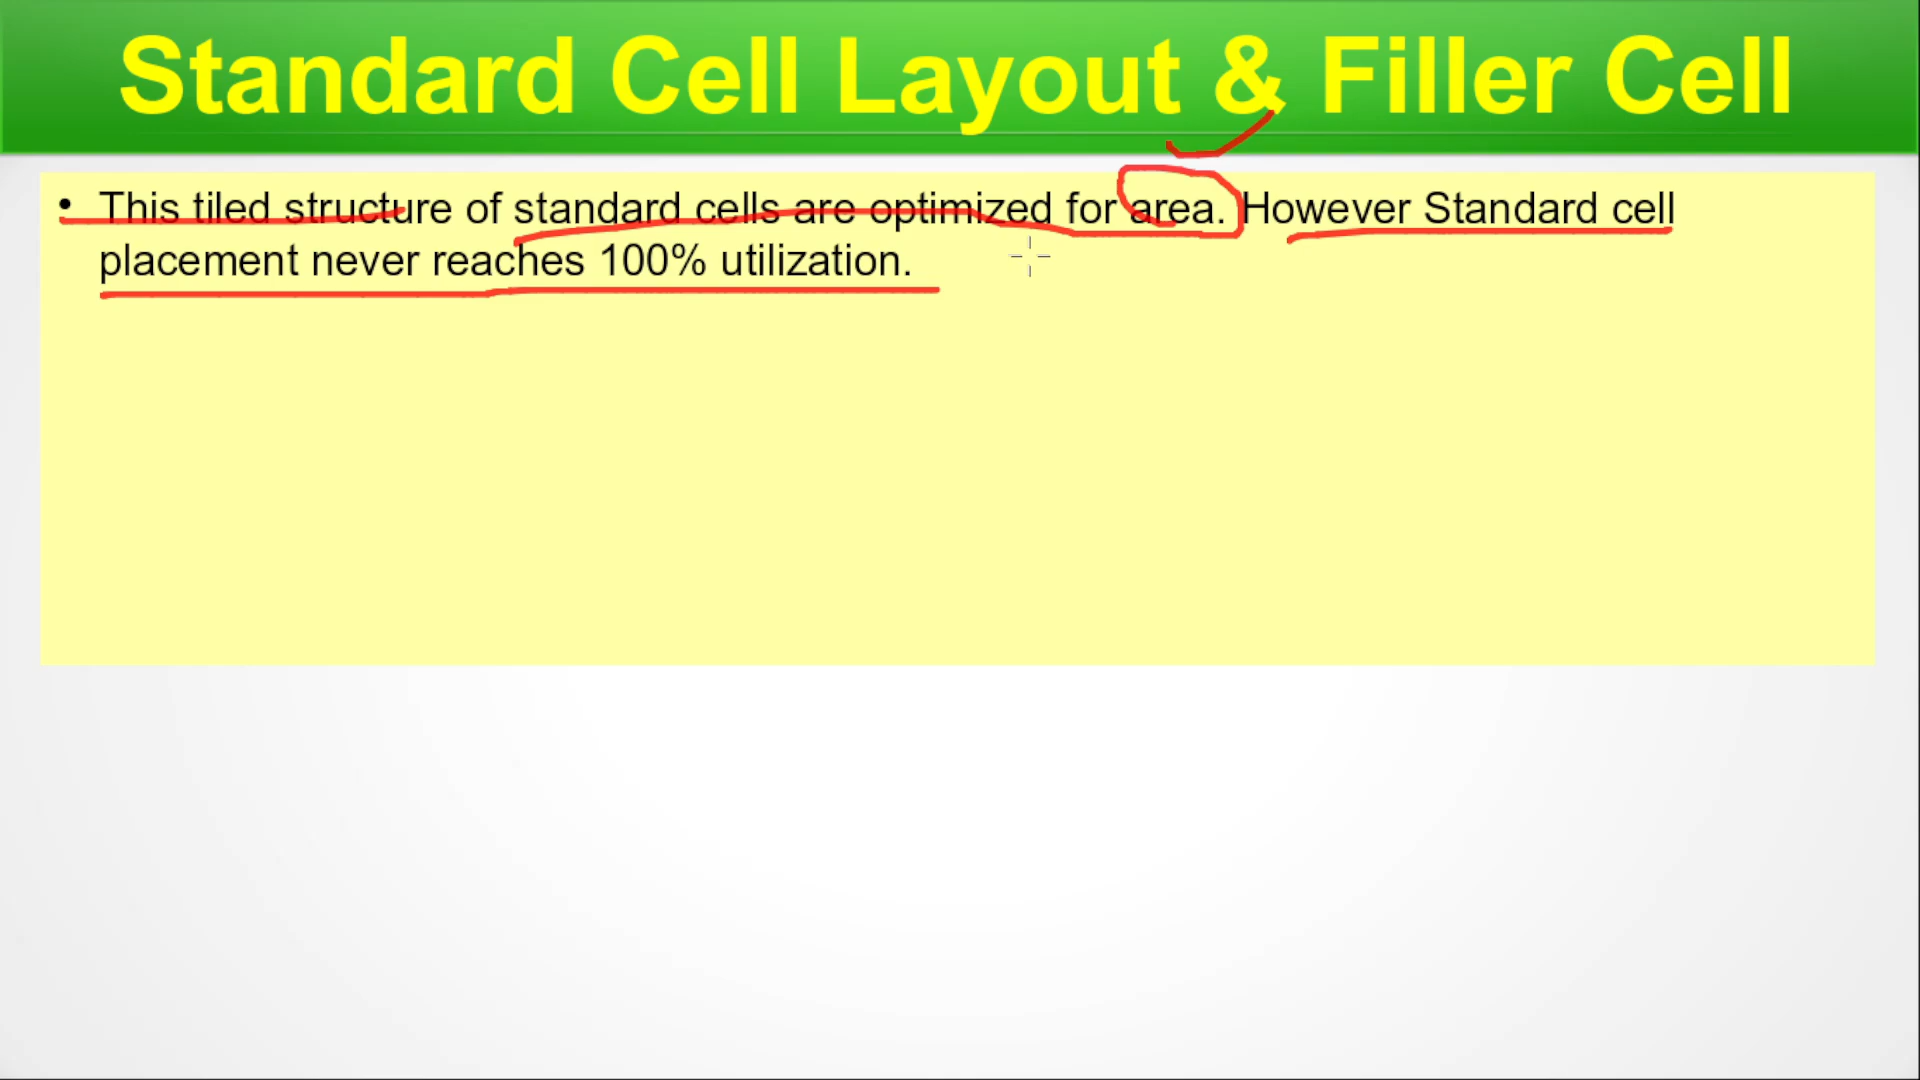 Standard Cell Layout & Filler Cell
• This tiled structure of standard cells are optimized for area. However Standard cell
placement never reaches 100% utilization.